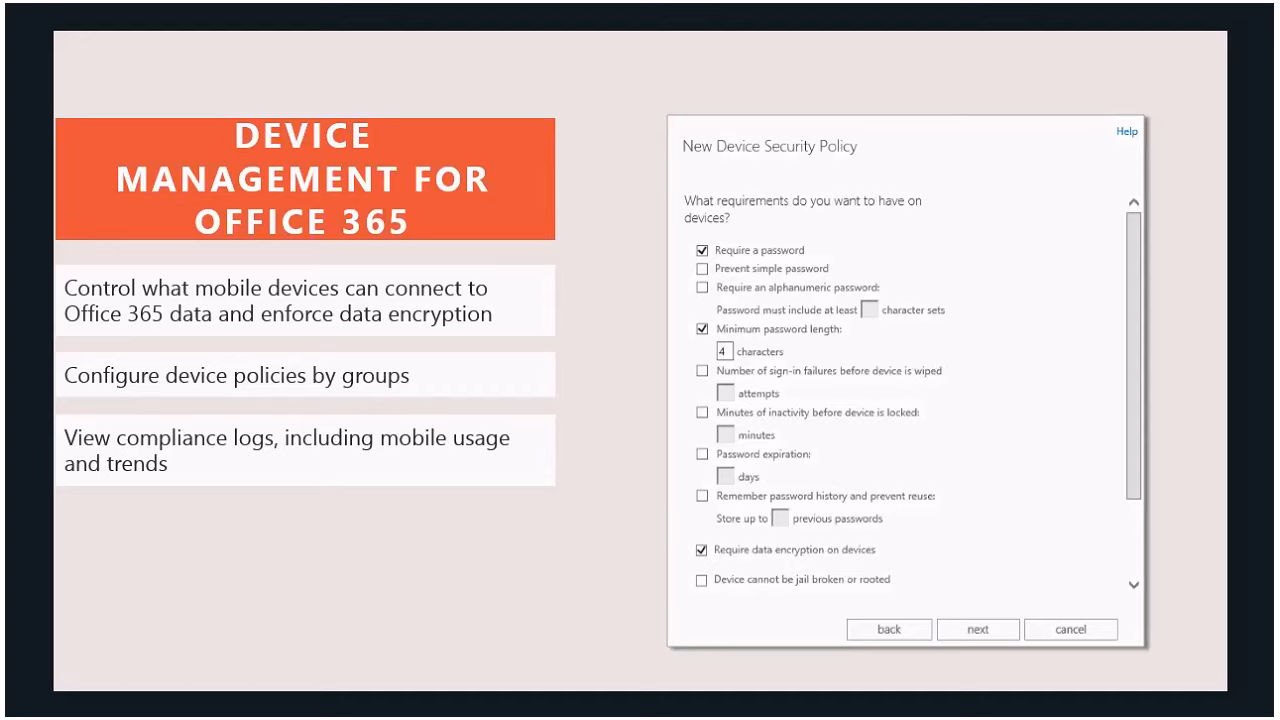 DEVICE
MANAGEMENT FOR
OFFICE 365
Control what mobile devices can connect to
Office 365 data and enforce data encryption
Configure device policies by groups
View compliance logs, including mobile usage
and trends
Help
New Device Security Policy
What requirements do you want to have on
devices?
Require a password
Prevent simple password
Require an alphanumeric password:
Password must include at least character sets
Minimum password length:
4 characters
Number of sign-in failures before device is wiped
attempts
Minutes of inactivity before device is locked:
minutes
Password expiration:
days
Remember password history and prevent reuse:
Store up to previous passwords
Require data encryption on devices
Device cannot be jail broken or rooted
back next cancel